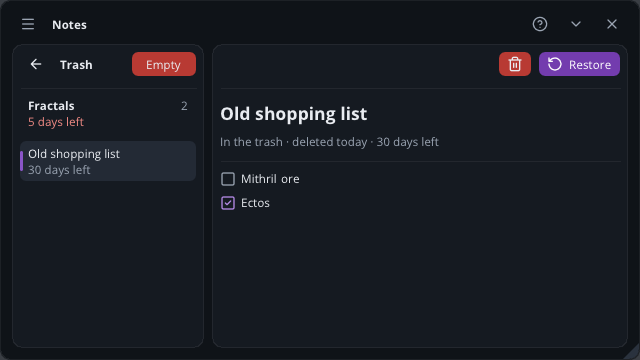 Notes
Trash
Empty
Fractals 2
5 days left
Old shopping list
30 days left
Restore
Old shopping list
In the trash · deleted today · 30 days left
Mithril ore
Ectos